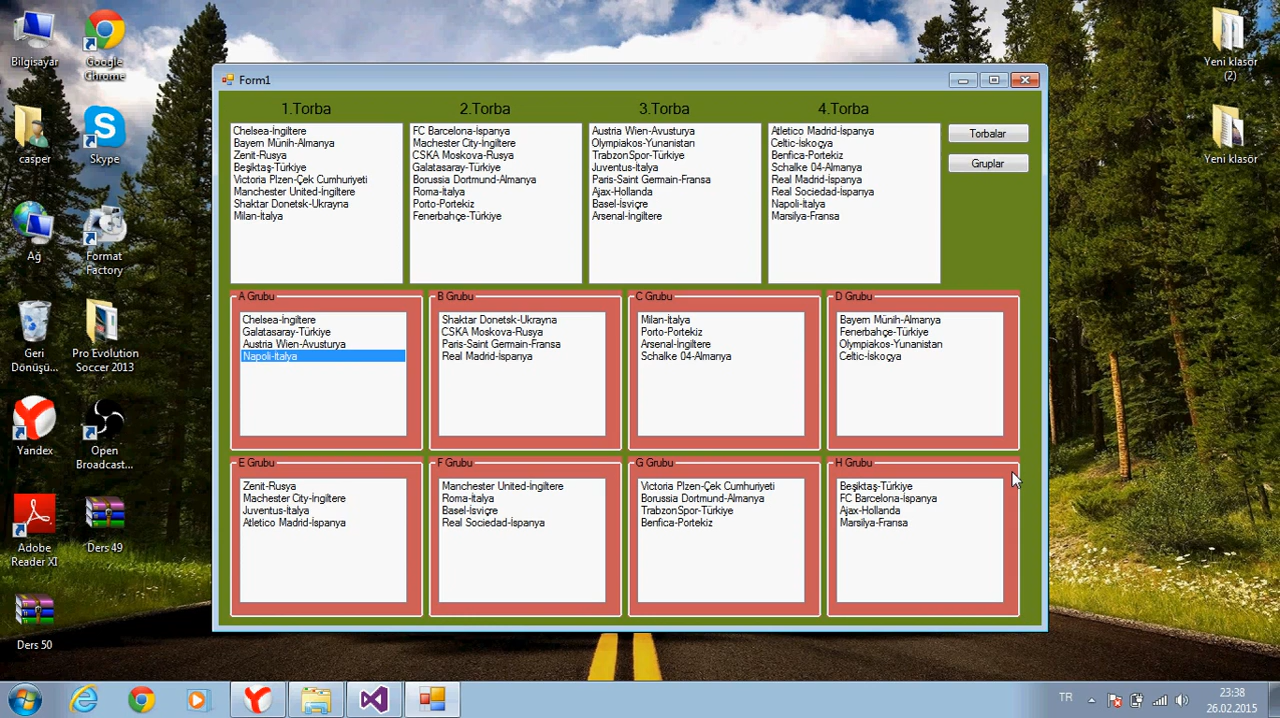 Bilgisayar
Google
Chrome
casper
Skype
Ağ
Format
Factory
Geri
Dönüşü...
Pro Evolution
Soccer 2013
Yandex
Open
Broadcast...
Adobe
Reader XI
Ders 49
Ders 50
Yeni klasör
(2)
Yeni klasör
Form1
1.Torba
2.Torba
3.Torba
4.Torba
Chelsea-İngiltere
Bayern Münih-Almanya
Zenit-Rusya
Beşiktaş-Türkiye
Victoria Plzen-Çek Cumhuriyeti
Manchester United-İngiltere
Shaktar Donetsk-Ukrayna
Milan-İtalya
FC Barcelona-İspanya
Machester City-İngiltere
CSKA Moskova-Rusya
Galatasaray-Türkiye
Borussia Dortmund-Almanya
Roma-İtalya
Porto-Portekiz
Fenerbahçe-Türkiye
Austria Wien-Avusturya
Olympiakos-Yunanistan
TrabzonSpor-Türkiye
Juventus-İtalya
Paris-Saint Germain-Fransa
Ajax-Hollanda
Basel-İsviçre
Arsenal-İngiltere
Atletico Madrid-İspanya
Celtic-İskoçya
Benfica-Portekiz
Schalke 04-Almanya
Real Madrid-İspanya
Real Sociedad-İspanya
Napoli-İtalya
Marsilya-Fransa
Torbalar
Gruplar
A Grubu
Chelsea-İngiltere
Galatasaray-Türkiye
Austria Wien-Avusturya
Napoli-İtalya
B Grubu
Shaktar Donetsk-Ukrayna
CSKA Moskova-Rusya
Paris-Saint Germain-Fransa
Real Madrid-İspanya
C Grubu
Milan-İtalya
Porto-Portekiz
Arsenal-İngiltere
Schalke 04-Almanya
D Grubu
Bayern Münih-Almanya
Fenerbahçe-Türkiye
Olympiakos-Yunanistan
Celtic-İskoçya
E Grubu
Zenit-Rusya
Machester City-İngiltere
Juventus-İtalya
Atletico Madrid-İspanya
F Grubu
Manchester United-İngiltere
Roma-İtalya
Basel-İsviçre
Real Sociedad-İspanya
G Grubu
Victoria Plzen-Çek Cumhuriyeti
Borussia Dortmund-Almanya
TrabzonSpor-Türkiye
Benfica-Portekiz
H Grubu
Beşiktaş-Türkiye
FC Barcelona-İspanya
Ajax-Hollanda
Marsilya-Fransa
TR
23:38
26.02.2015